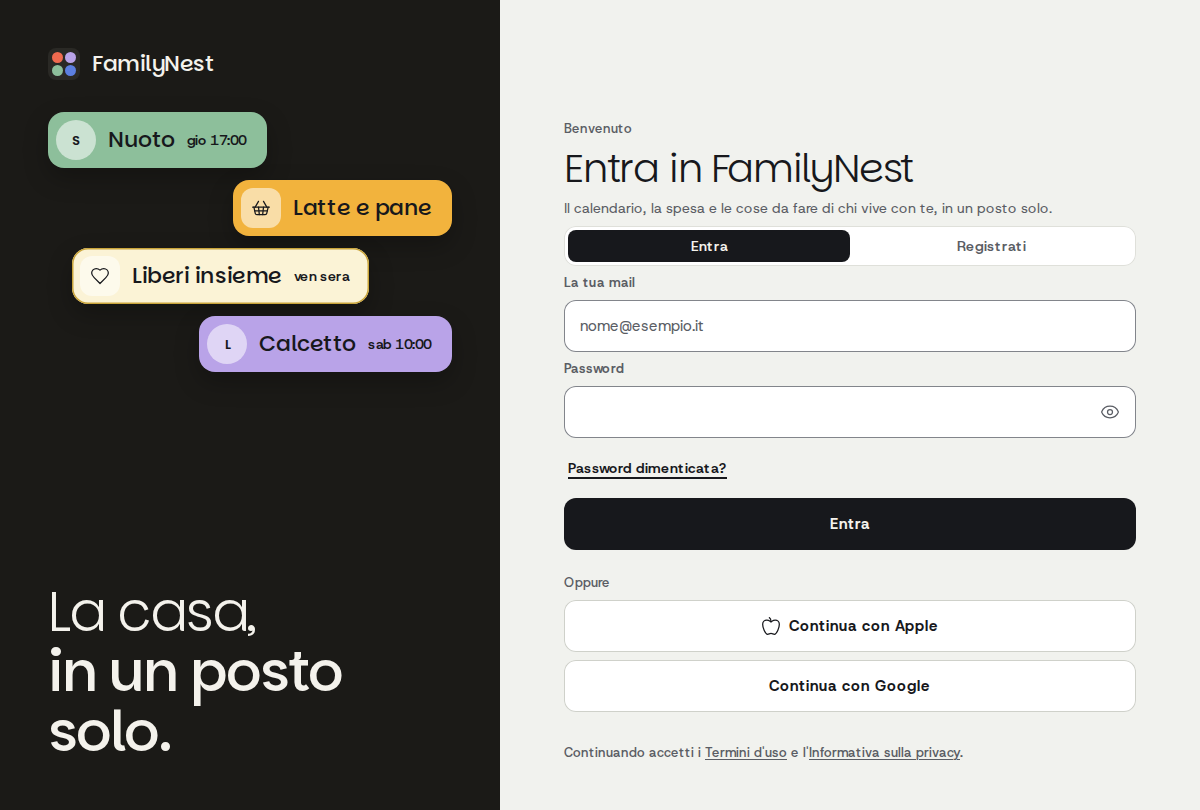 FamilyNest
S Nuoto gio 17:00
Latte e pane
Liberi insieme ven sera
L Calcetto sab 10:00
La casa,
in un posto
solo.
Benvenuto
Entra in FamilyNest
Il calendario, la spesa e le cose da fare di chi vive con te, in un posto solo.
Entra Registrati
La tua mail
nome@esempio.it
Password
Password dimenticata?
Entra
Oppure
Continua con Apple
Continua con Google
Continuando accetti i Termini d'uso e l'Informativa sulla privacy.